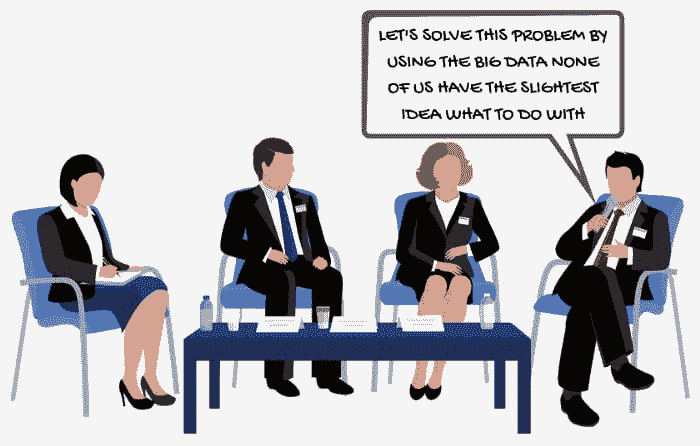 LET'S SOLVE THIS PROBLEM BY
USING THE BIG DATA NONE
OF US HAVE THE SLIGHTEST
IDEA WHAT TO DO WITH